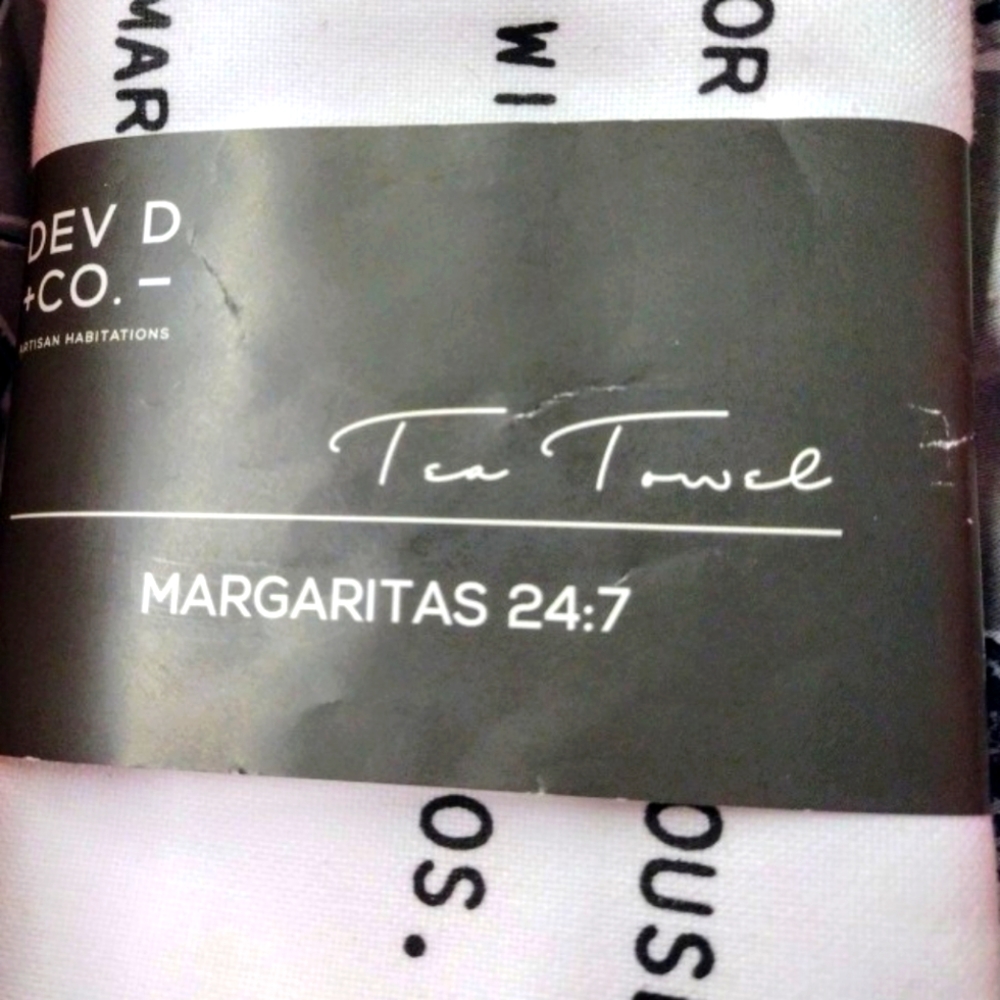 MAR
WI
OR
DEV D
+CO. –
ARTISAN HABITATIONS
Tea Towel
MARGARITAS 24:7
OS.
OUS